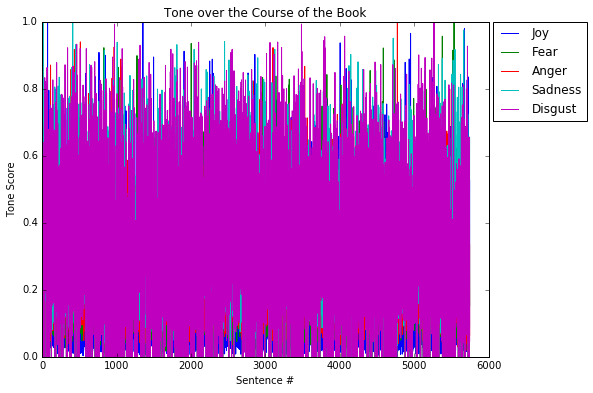 Tone over the Course of the Book
1.0
0.8
0.6
0.4
0.2
0.0
Tone Score
0
1000
2000
3000
4000
5000
6000
Sentence #
Joy
Fear
Anger
Sadness
Disgust